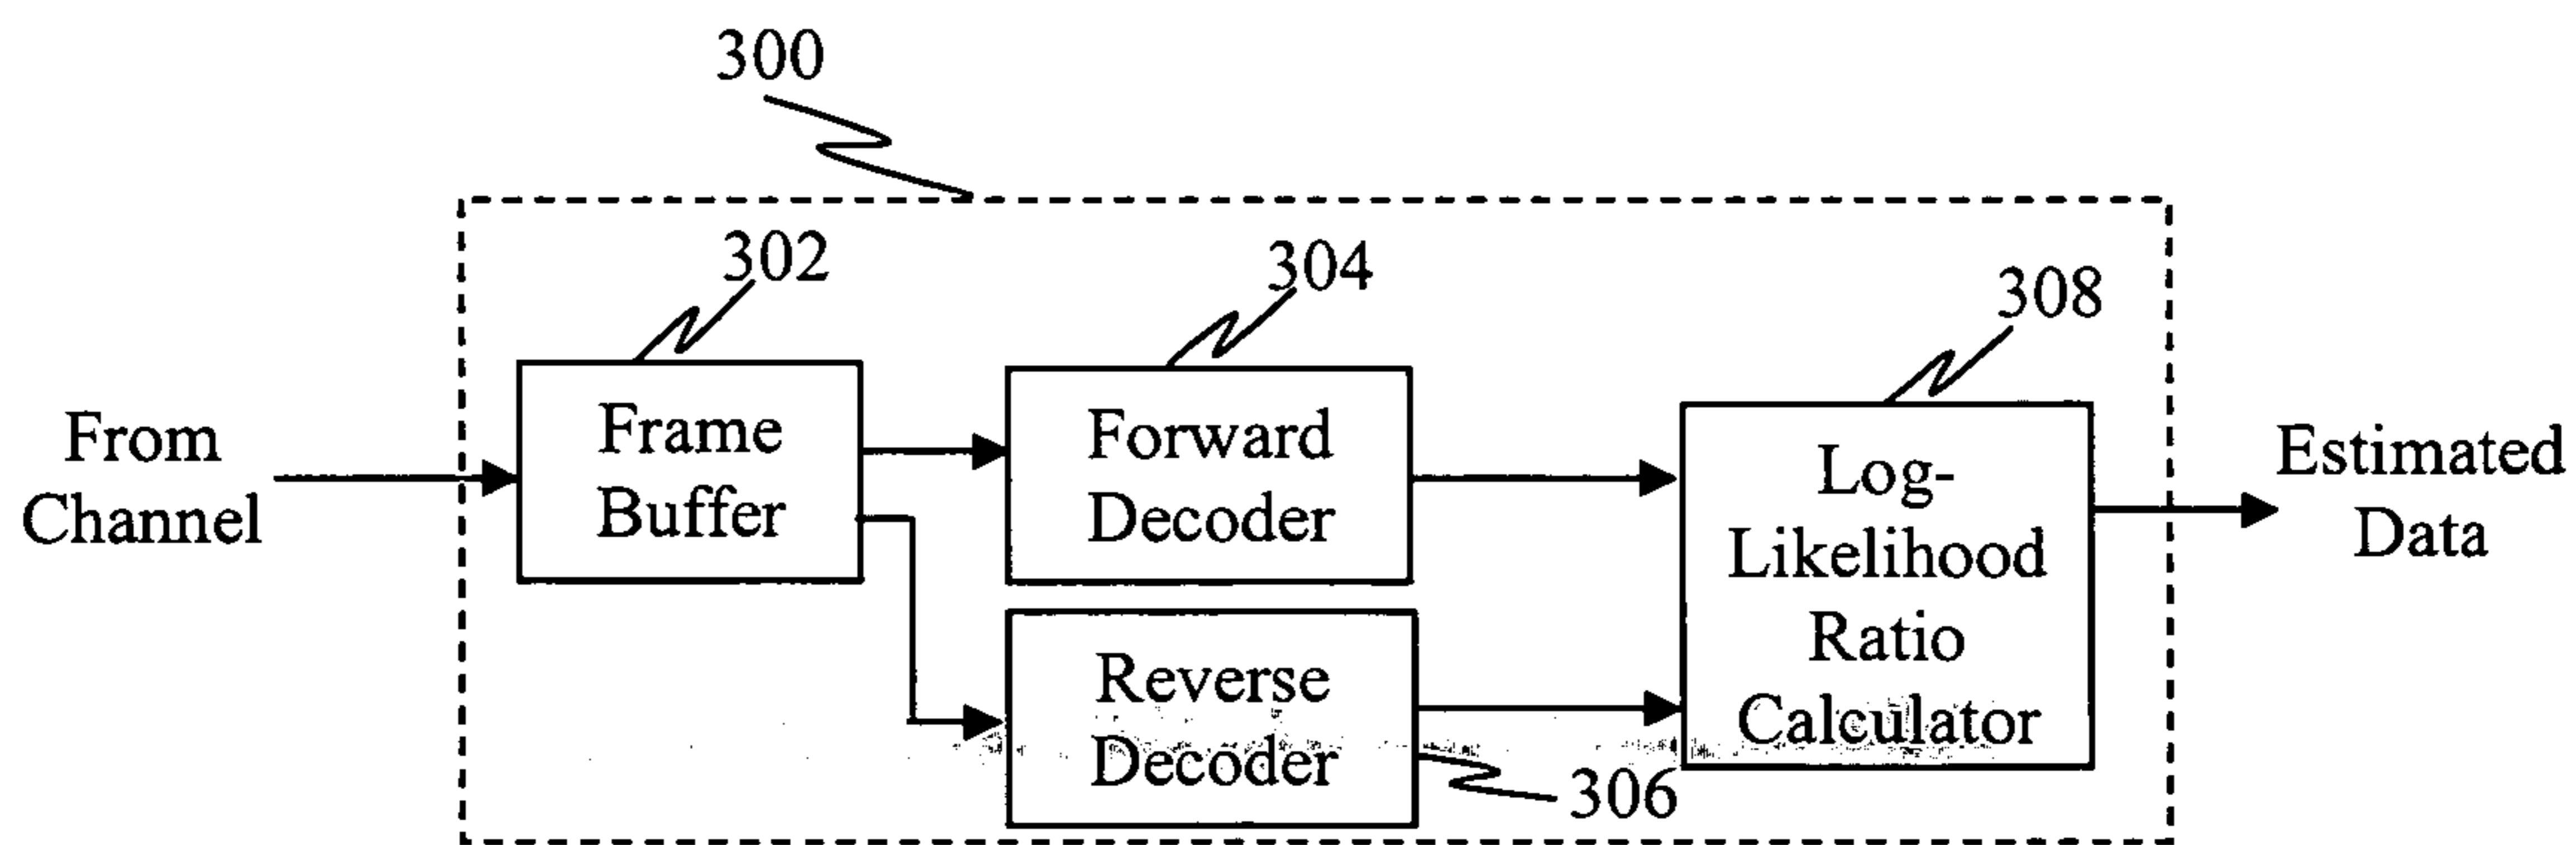 300
302
304
308
From
Channel
Frame
Buffer
Forward
Decoder
Log-
Likelihood
Ratio
Calculator
Estimated
Data
Reverse
Decoder
306